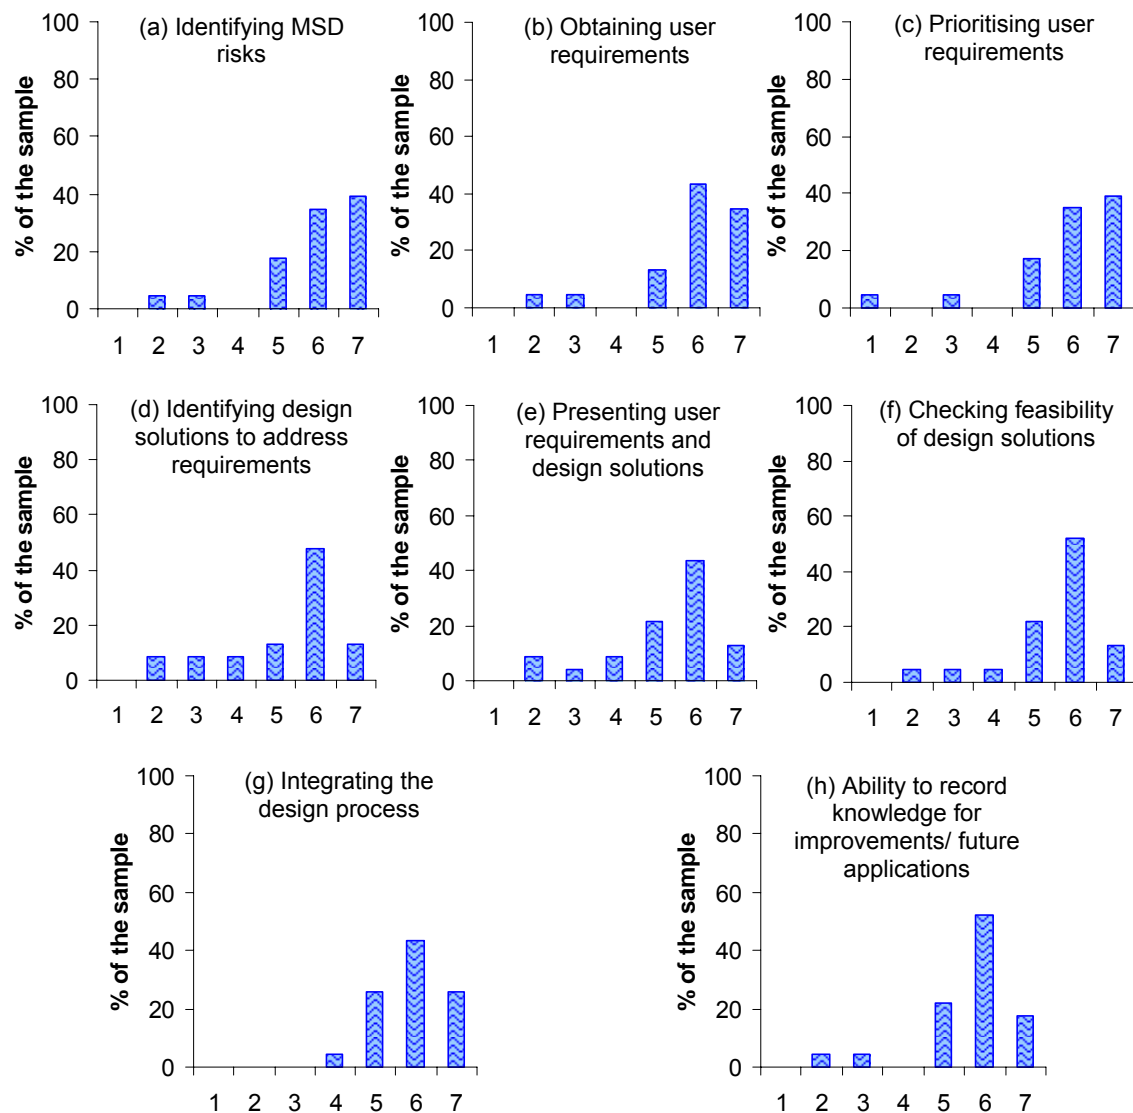 (a) Identifying MSD
risks
% of the sample
100
80
60
40
20
0
1 2 3 4 5 6 7
(b) Obtaining user
requirements
% of the sample
100
80
60
40
20
0
1 2 3 4 5 6 7
(c) Prioritising user
requirements
% of the sample
100
80
60
40
20
0
1 2 3 4 5 6 7
(d) Identifying design
solutions to address
requirements
% of the sample
100
80
60
40
20
0
1 2 3 4 5 6 7
(e) Presenting user
requirements and
design solutions
% of the sample
100
80
60
40
20
0
1 2 3 4 5 6 7
(f) Checking feasibility
of design solutions
% of the sample
100
80
60
40
20
0
1 2 3 4 5 6 7
(g) Integrating the
design process
% of the sample
100
80
60
40
20
0
1 2 3 4 5 6 7
(h) Ability to record
knowledge for
improvements/ future
applications
% of the sample
100
80
60
40
20
0
1 2 3 4 5 6 7